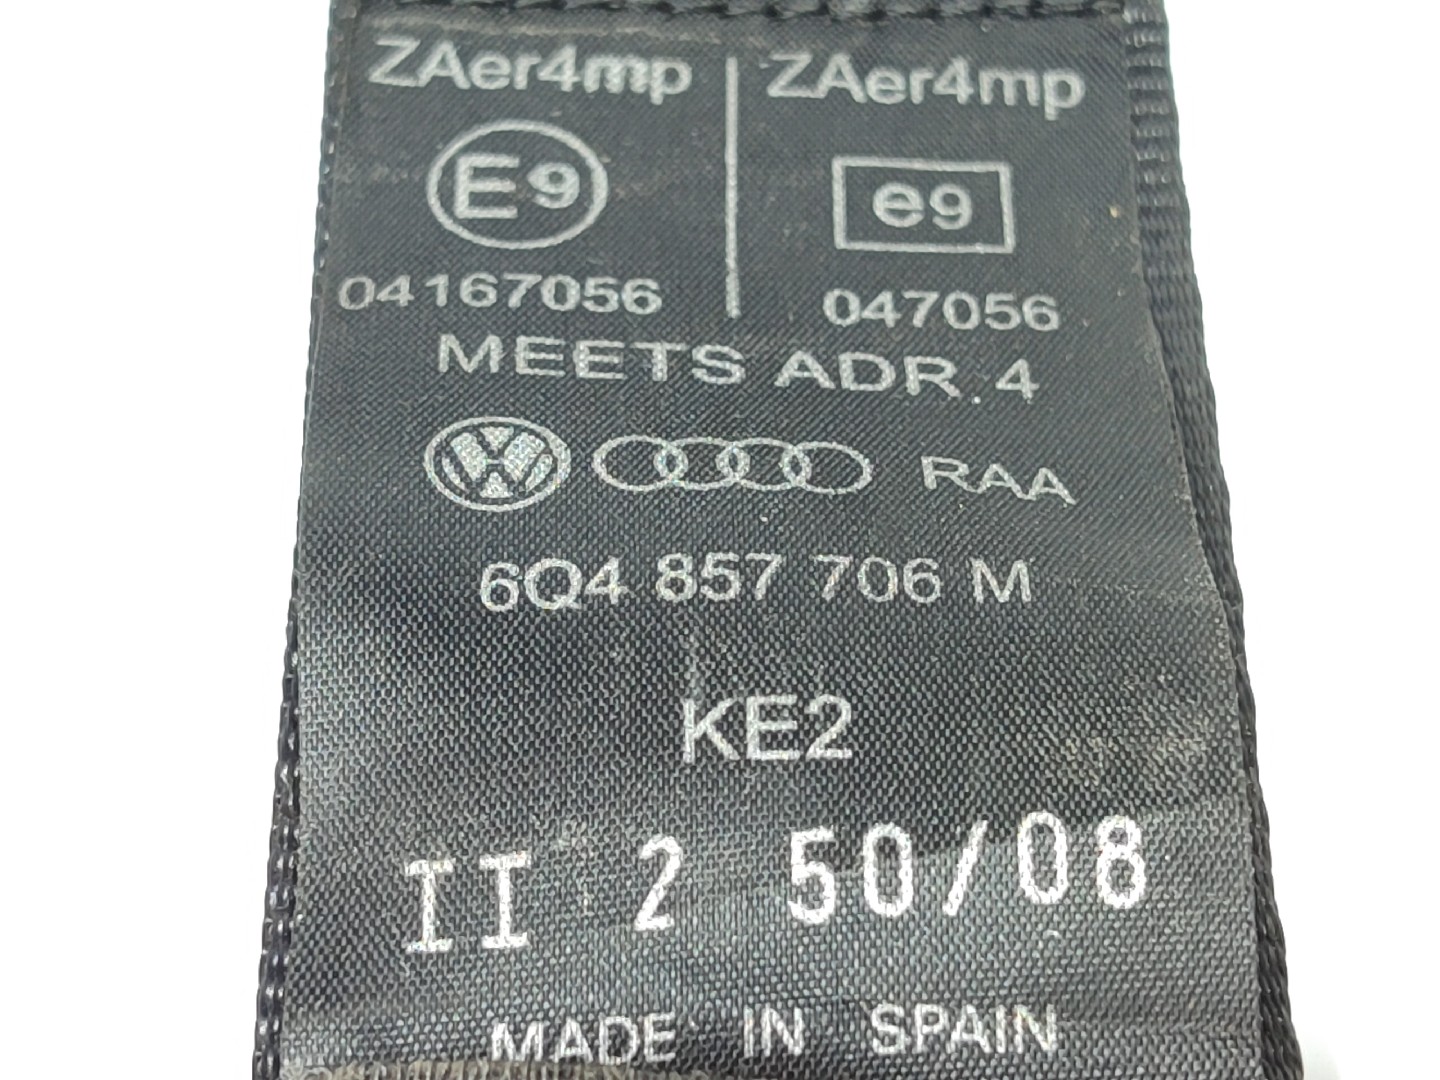 ZAer4mp ZAer4mp
E9 e9
04167056 047056
MEETS ADR. 4
VW RAA
6Q4 857 706 M
KE2
II 2 50/08
MADE IN SPAIN